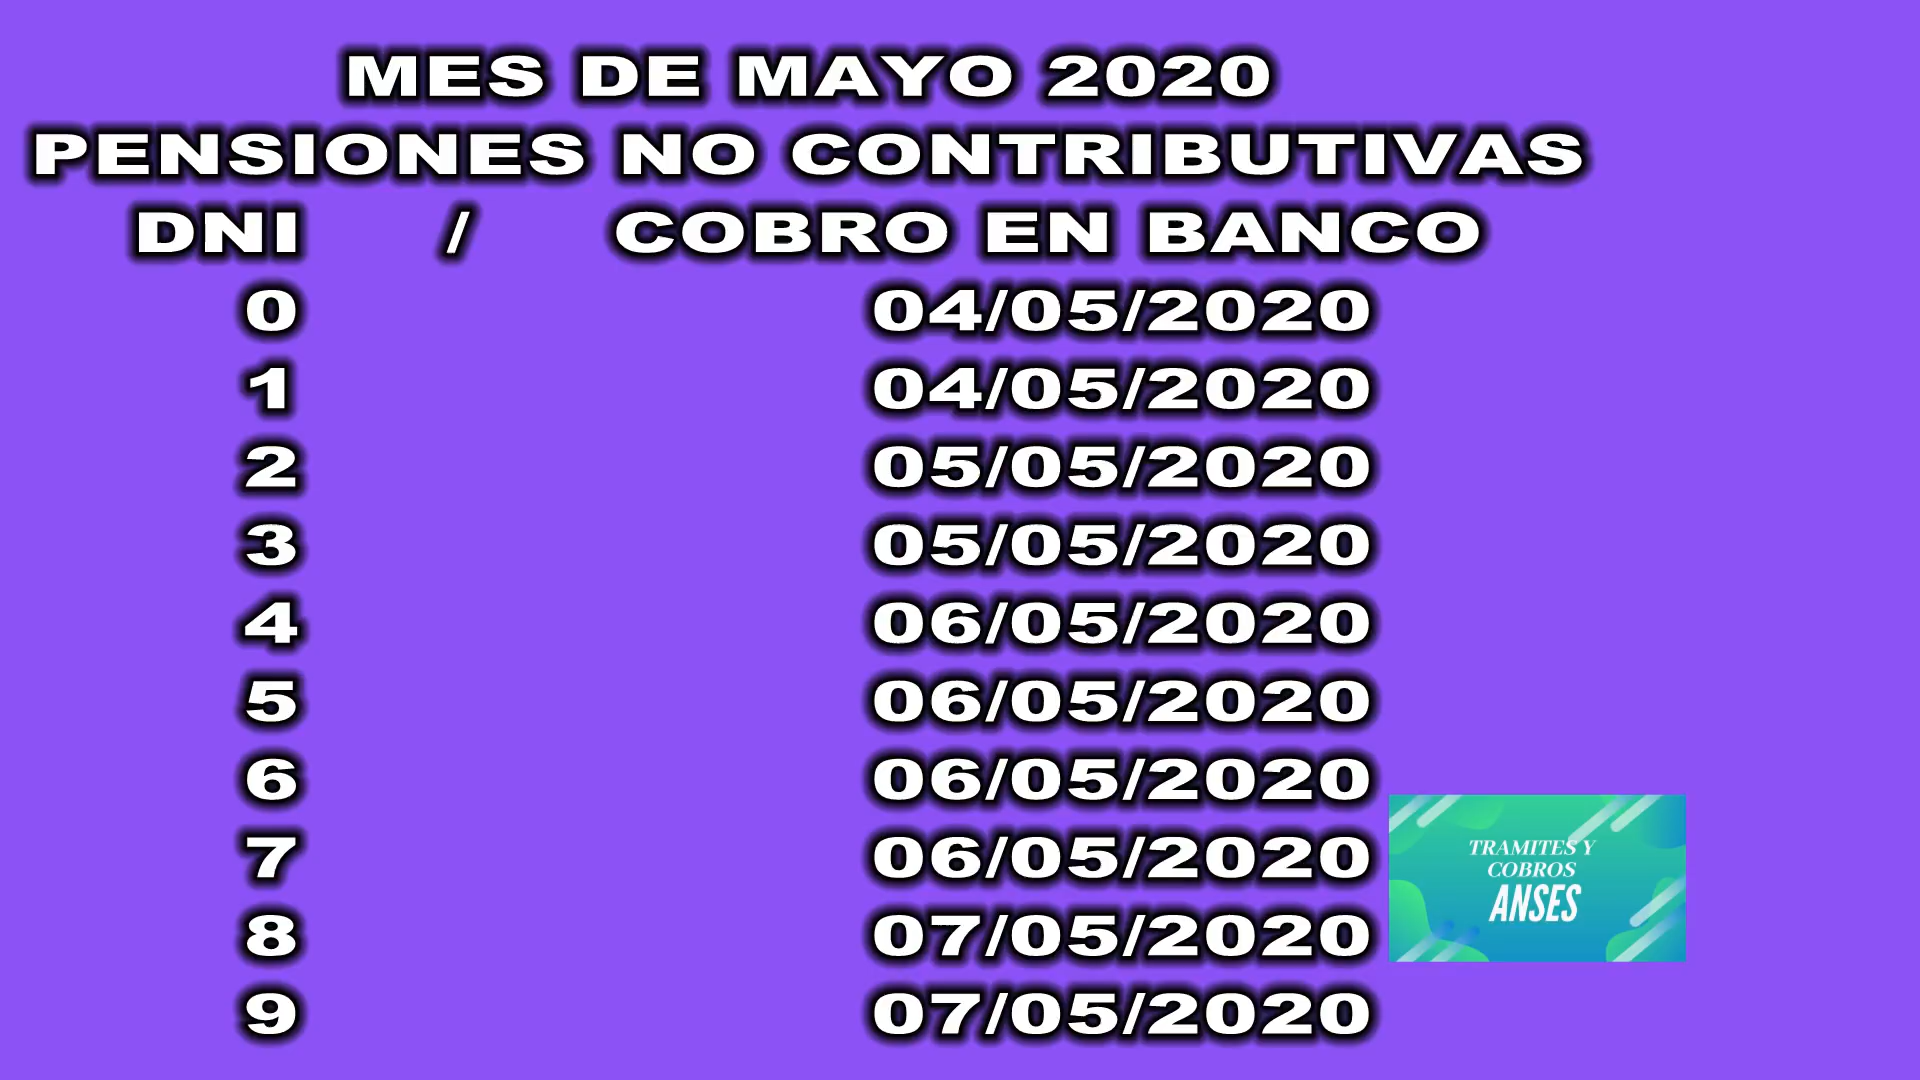 MES DE MAYO 2020
PENSIONES NO CONTRIBUTIVAS
DNI / COBRO EN BANCO
0 04/05/2020
1 04/05/2020
2 05/05/2020
3 05/05/2020
4 06/05/2020
5 06/05/2020
6 06/05/2020
7 06/05/2020
8 07/05/2020
9 07/05/2020
TRAMITES Y
COBROS
ANSES